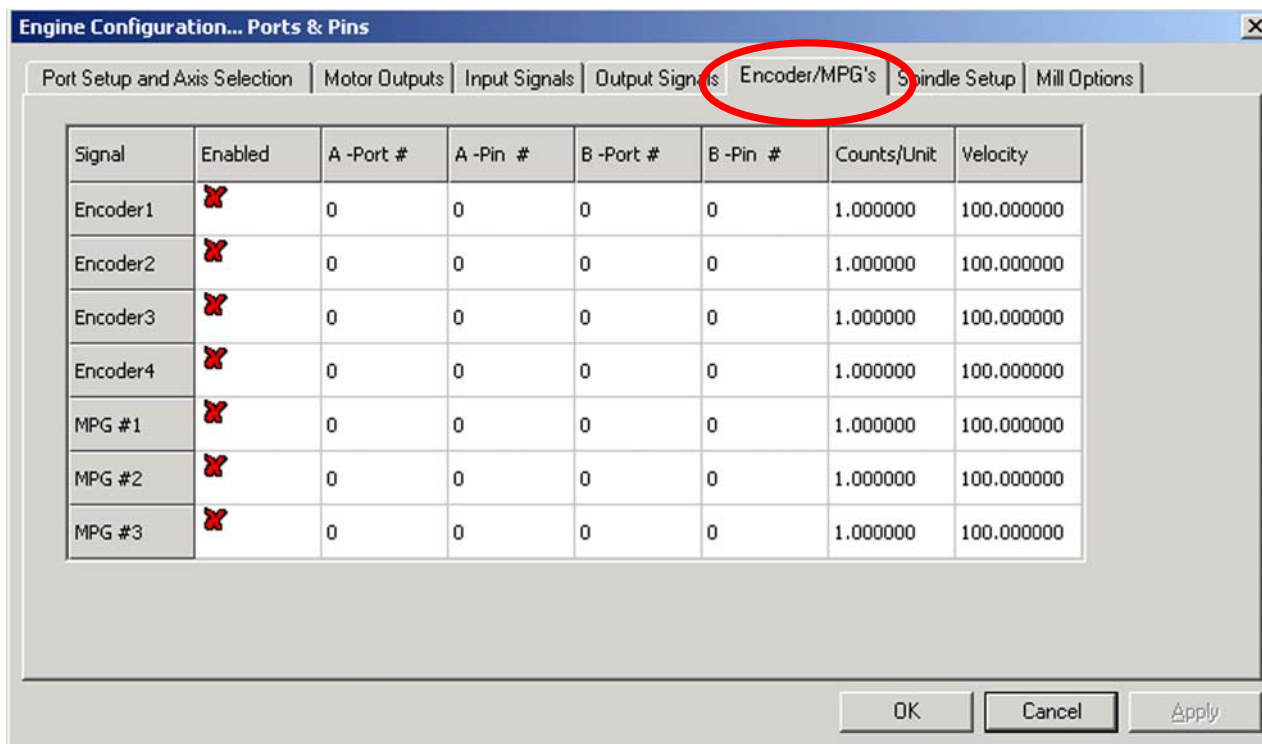 Engine Configuration... Ports & Pins
Port Setup and Axis Selection Motor Outputs Input Signals Output Signals Encoder/MPG's Spindle Setup Mill Options
Signal Enabled A -Port # A -Pin # B -Port # B -Pin # Counts/Unit Velocity
Encoder1 0 0 0 0 1.000000 100.000000
Encoder2 0 0 0 0 1.000000 100.000000
Encoder3 0 0 0 0 1.000000 100.000000
Encoder4 0 0 0 0 1.000000 100.000000
MPG #1 0 0 0 0 1.000000 100.000000
MPG #2 0 0 0 0 1.000000 100.000000
MPG #3 0 0 0 0 1.000000 100.000000
OK Cancel Apply